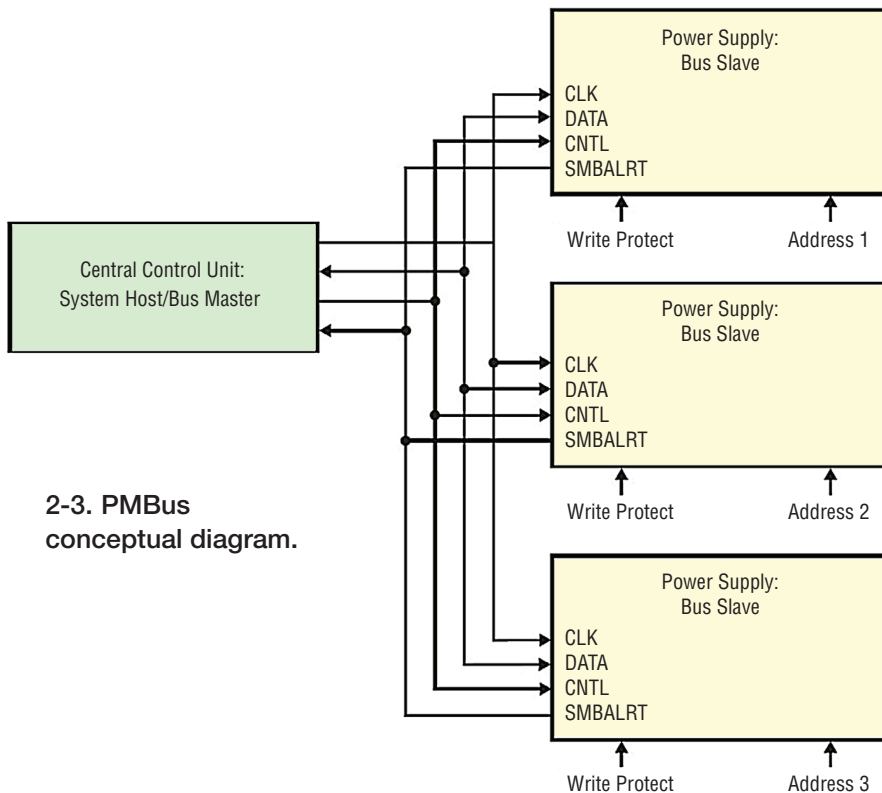 Power Supply:
Bus Slave
CLK
DATA
CNTL
SMBALRT
Write Protect
Address 1
Central Control Unit:
System Host/Bus Master
Power Supply:
Bus Slave
CLK
DATA
CNTL
SMBALRT
Write Protect
Address 2
2-3. PMBus
conceptual diagram.
Power Supply:
Bus Slave
CLK
DATA
CNTL
SMBALRT
Write Protect
Address 3